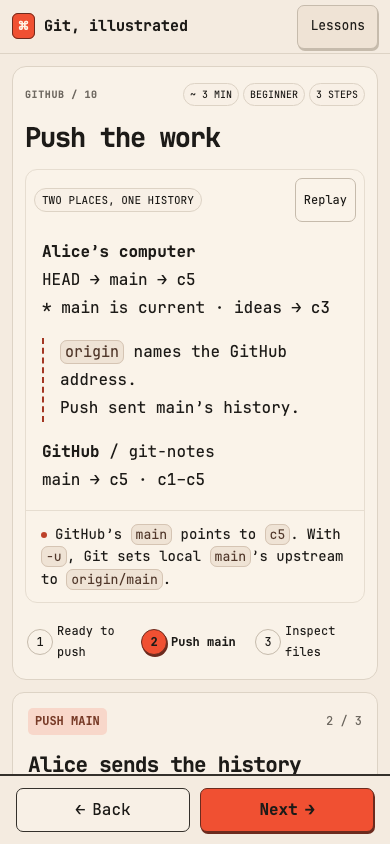 ⌘ Git, illustrated
Lessons
GITHUB / 10
~ 3 MIN
BEGINNER
3 STEPS
Push the work
TWO PLACES, ONE HISTORY
Replay
Alice’s computer
HEAD → main → c5
* main is current · ideas → c3
origin names the GitHub
address.
Push sent main’s history.
GitHub / git-notes
main → c5 · c1–c5
GitHub’s main points to c5. With
-u, Git sets local main’s upstream
to origin/main.
1 Ready to
push
2 Push main
3 Inspect
files
PUSH MAIN
2 / 3
Alice sends the history
← Back
Next →